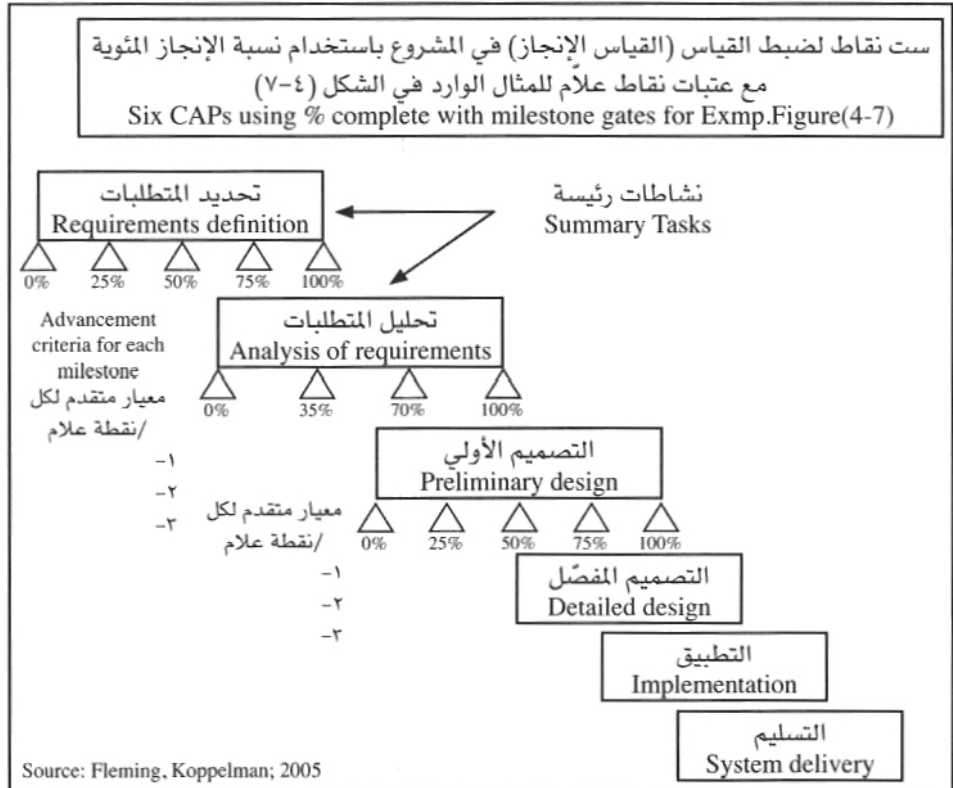 ست نقاط لضبط القياس (القياس الإنجاز) في المشروع باستخدام نسبة الإنجاز المئوية
مع عتبات نقاط علاّم للمثال الوارد في الشكل (٤-٧)
Six CAPs using % complete with milestone gates for Exmp.Figure(4-7)
تحديد المتطلبات
Requirements definition
نشاطات رئيسة
Summary Tasks
0% 25% 50% 75% 100%
تحليل المتطلبات
Analysis of requirements
0% 35% 70% 100%
Advancement
criteria for each
milestone
معيار متقدم لكل
نقطة علام/
١-
٢-
٣-
التصميم الأولي
Preliminary design
0% 25% 50% 75% 100%
معيار متقدم لكل
نقطة علام/
١-
٢-
٣-
التصميم المفصّل
Detailed design
التطبيق
Implementation
التسليم
System delivery
Source: Fleming, Koppelman; 2005